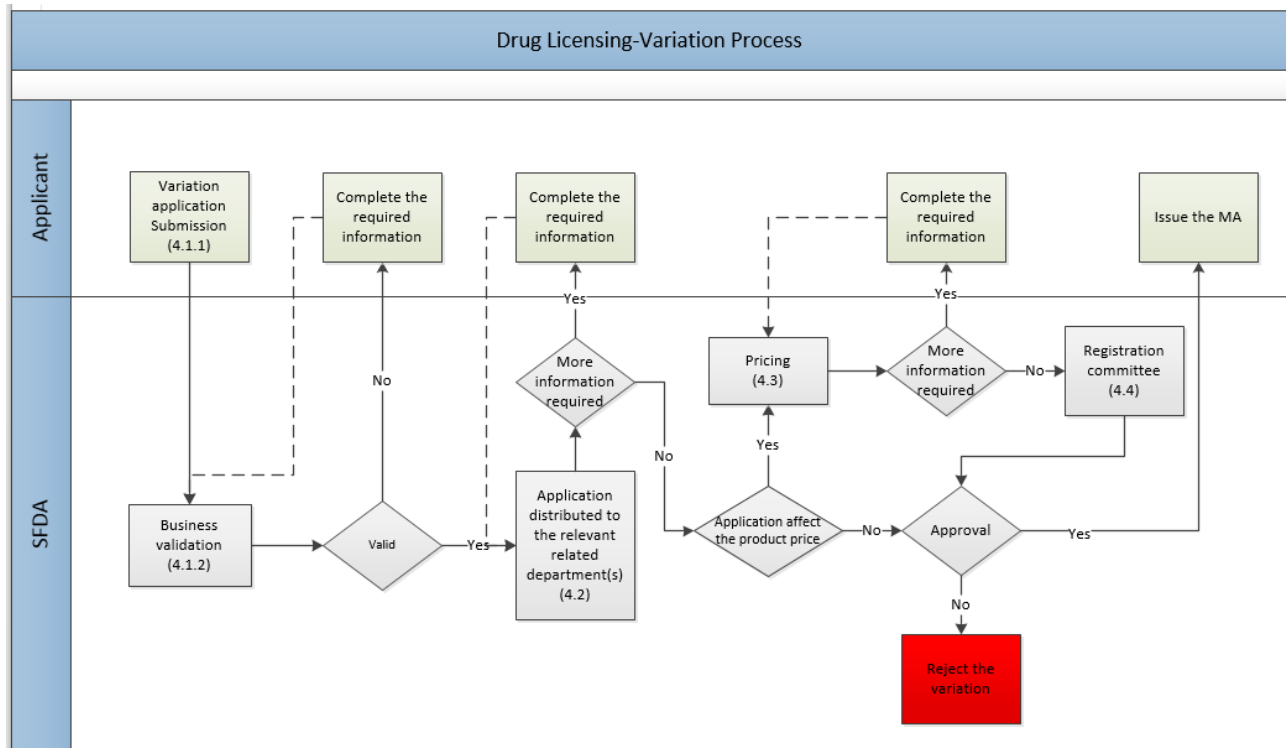 Drug Licensing-Variation Process
Applicant
Variation
application
Submission
(4.1.1)
Complete the
required
information
Complete the
required
information
Complete the
required
information
Issue the MA
SFDA
No
Yes
More
information
required
No
Pricing
(4.3)
Yes
Yes
More
information
required
No
Registration
committee
(4.4)
Business
validation
(4.1.2)
Valid
Yes
Application
distributed to
the relevant
related
department(s)
(4.2)
Application affect
the product price
No
Approval
Yes
No
Reject the
variation